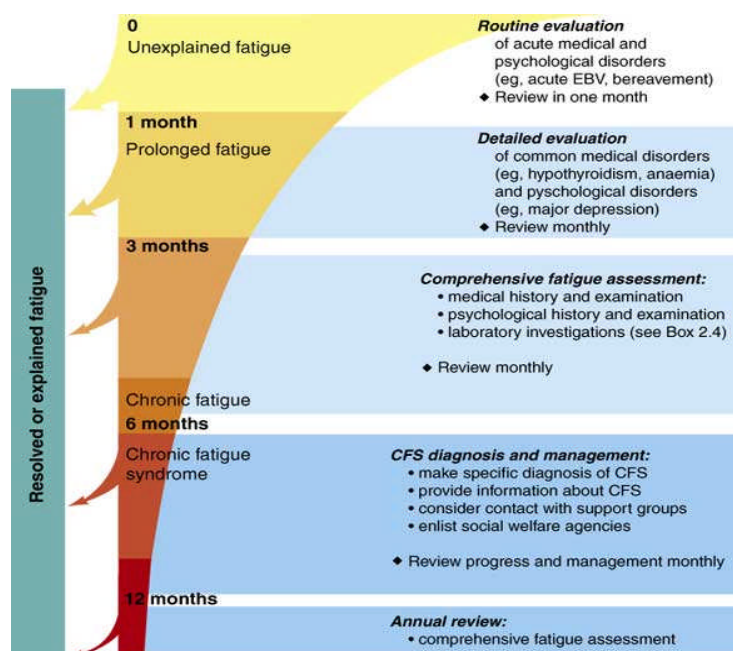 0
Unexplained fatigue
Routine evaluation
of acute medical and
psychological disorders
(eg, acute EBV, bereavement)
◆ Review in one month
1 month
Prolonged fatigue
Detailed evaluation
of common medical disorders
(eg, hypothyroidism, anaemia)
and pyschological disorders
(eg, major depression)
◆ Review monthly
3 months
Comprehensive fatigue assessment:
• medical history and examination
• psychological history and examination
• laboratory investigations (see Box 2.4)
◆ Review monthly
Chronic fatigue
6 months
Chronic fatigue
syndrome
CFS diagnosis and management:
• make specific diagnosis of CFS
• provide information about CFS
• consider contact with support groups
• enlist social welfare agencies
◆ Review progress and management monthly
12 months
Annual review:
• comprehensive fatigue assessment
Resolved or explained fatigue